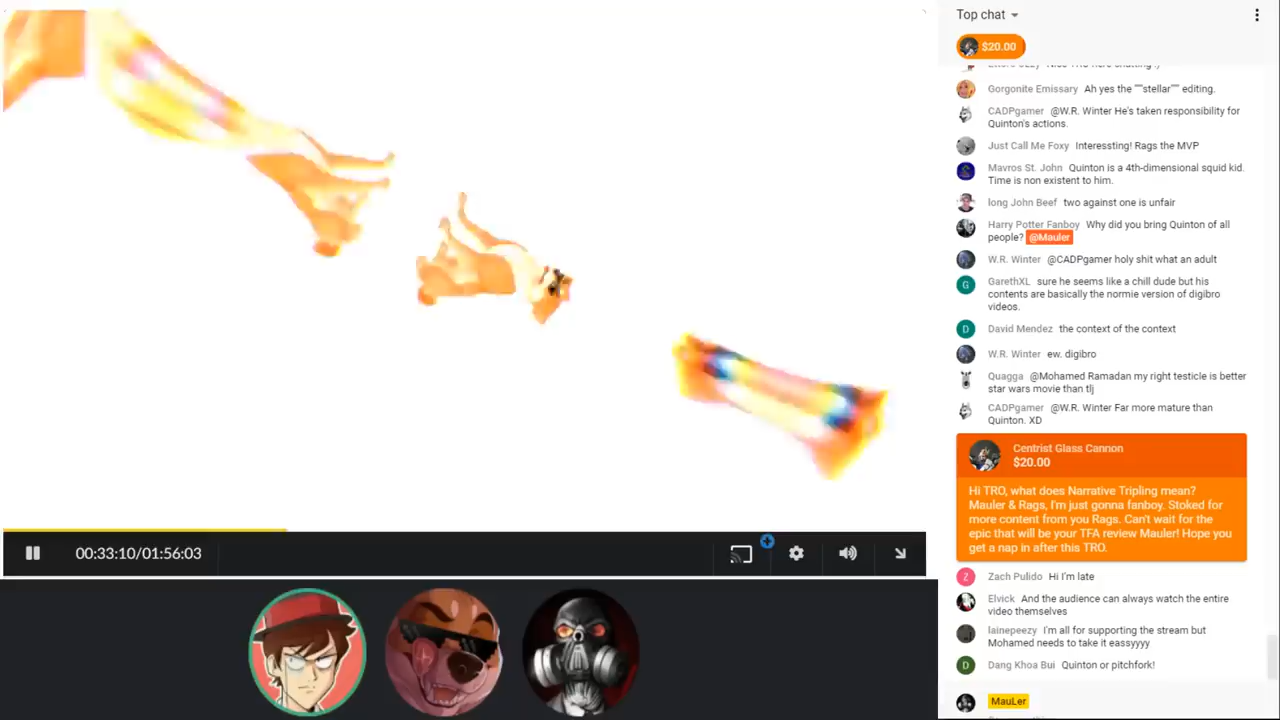 Top chat
$20.00
Gorgonite Emissary Ah yes the """stellar"" editing.
CADPgamer @W.R. Winter He's taken responsibility for
Quinton's actions.
Just Call Me Foxy Interessting! Rags the MVP
Mavros St. John Quinton is a 4th-dimensional squid kid.
Time is non existent to him.
long John Beef two against one is unfair
Harry Potter Fanboy Why did you bring Quinton of all
people? @Mauler
W.R. Winter @CADPgamer holy shit what an adult
G
GarethXL sure he seems like a chill dude but his
contents are basically the normie version of digibro
videos.
D
David Mendez the context of the context
W.R. Winter ew. digibro
Quagga @Mohamed Ramadan my right testicle is better
star wars movie than tlj
CADPgamer @W.R. Winter Far more mature than
Quinton. XD
Centrist Glass Cannon
$20.00
Hi TRO, what does Narrative Tripling mean?
Mauler & Rags, I'm just gonna fanboy. Stoked for
more content from you Rags. Can't wait for the
epic that will be your TFA review Mauler! Hope you
get a nap in after this TRO.
Z
Zach Pulido Hi I'm late
Elvick And the audience can always watch the entire
video themselves
lainepeezy I'm all for supporting the stream but
Mohamed needs to take it eassyyyy
D
Dang Khoa Bui Quinton or pitchfork!
MauLer
00:33:10/01:56:03